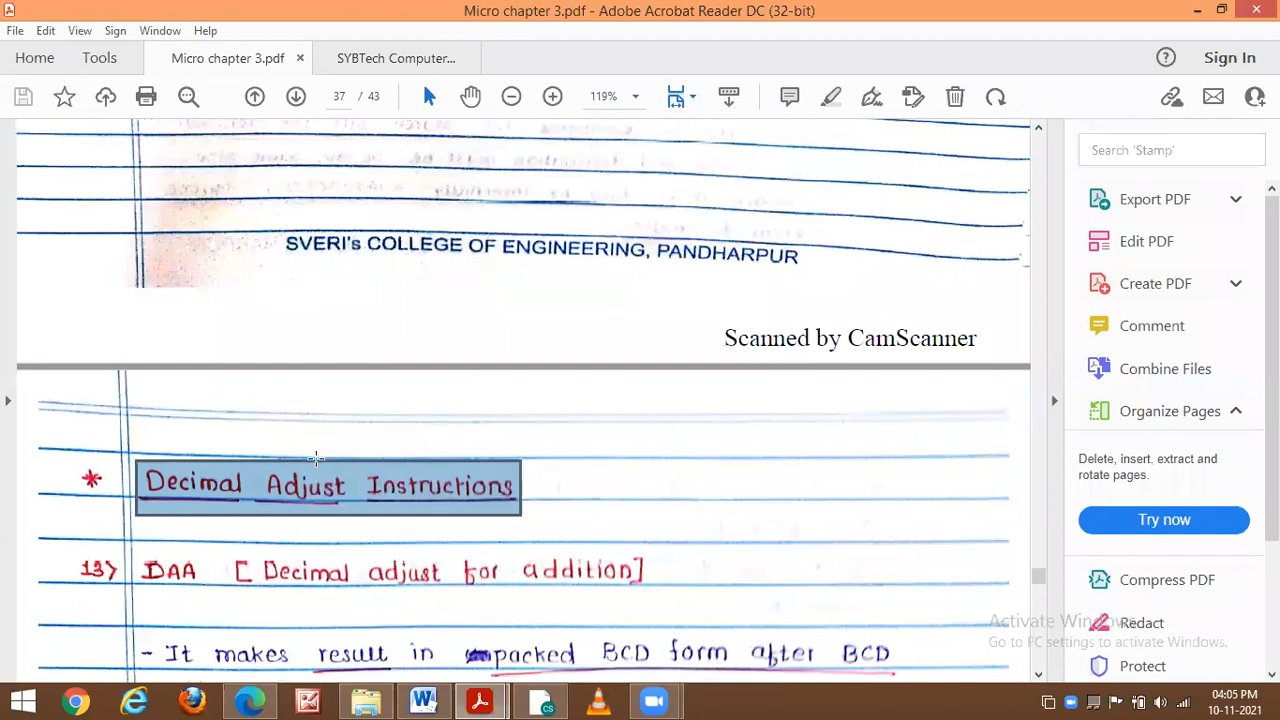 Micro chapter 3.pdf - Adobe Acrobat Reader DC (32-bit)
File Edit View Sign Window Help
Home Tools Micro chapter 3.pdf × SYBTech Computer... Sign In
37 / 43 119%
SVERI's COLLEGE OF ENGINEERING, PANDHARPUR
Scanned by CamScanner
* Decimal Adjust Instructions
13> DAA [ Decimal adjust for addition]
- It makes result in packed BCD form after BCD
Search 'Stamp'
Export PDF
Edit PDF
Create PDF
Comment
Combine Files
Organize Pages
Delete, insert, extract and
rotate pages.
Try now
Compress PDF
Redact
Protect
Activate Windows
Go to PC settings to activate Windows.
04:05 PM
10-11-2021